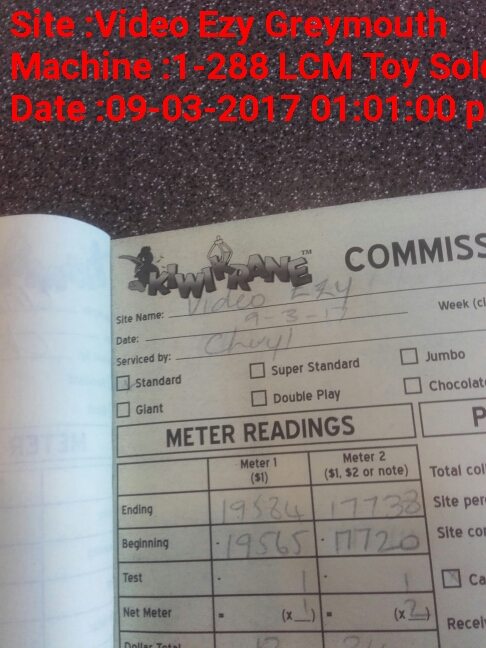 Site :Video Ezy Greymouth
Machine :1-288 LCM Toy Sol
Date :09-03-2017 01:01:00 p
KIWI KRANE ™
COMMISS
Site Name: Video Ezy
Week (cl
Date: 9-3-17
Serviced by: Cheryl
Standard
Super Standard
Jumbo
Giant
Double Play
Chocolat
METER READINGS
P
Meter 1 ($1)
Meter 2 ($1, $2 or note)
Total col
Ending 19584 17738
Site per
Beginning - 19565 - 17720
Site co
Test - 1 - 1
Ca
Net Meter = (x 1) = (x 2)
Recei
Dollar Total